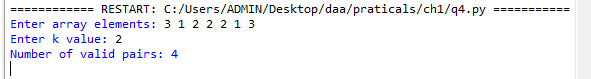 ============ RESTART: C:/Users/ADMIN/Desktop/daa/praticals/ch1/q4.py ===========
Enter array elements: 3 1 2 2 2 1 3
Enter k value: 2
Number of valid pairs: 4